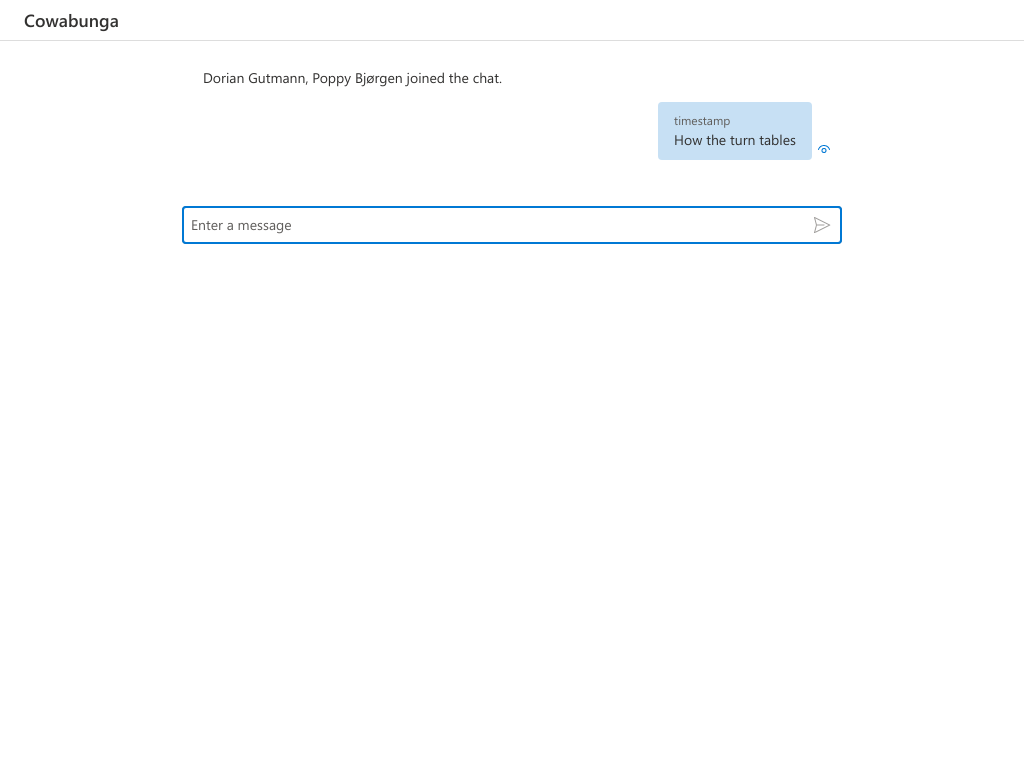 Cowabunga
Dorian Gutmann, Poppy Bjørgen joined the chat.
timestamp
How the turn tables
Enter a message